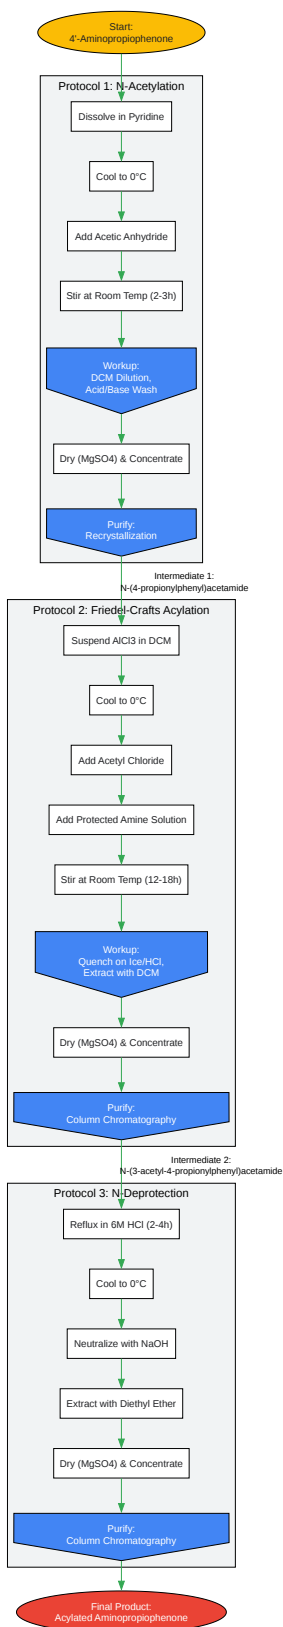 Start:
4'-Aminopropiophenone
Protocol 1: N-Acetylation
Dissolve in Pyridine
Cool to 0°C
Add Acetic Anhydride
Stir at Room Temp (2-3h)
Workup:
DCM Dilution,
Acid/Base Wash
Dry (MgSO4) & Concentrate
Purify:
Recrystallization
Intermediate 1:
N-(4-propionylphenyl)acetamide
Protocol 2: Friedel-Crafts Acylation
Suspend AlCl3 in DCM
Cool to 0°C
Add Acetyl Chloride
Add Protected Amine Solution
Stir at Room Temp (12-18h)
Workup:
Quench on Ice/HCl,
Extract with DCM
Dry (MgSO4) & Concentrate
Purify:
Column Chromatography
Intermediate 2:
N-(3-acetyl-4-propionylphenyl)acetamide
Protocol 3: N-Deprotection
Reflux in 6M HCl (2-4h)
Cool to 0°C
Neutralize with NaOH
Extract with Diethyl Ether
Dry (MgSO4) & Concentrate
Purify:
Column Chromatography
Final Product:
Acylated Aminopropiophenone